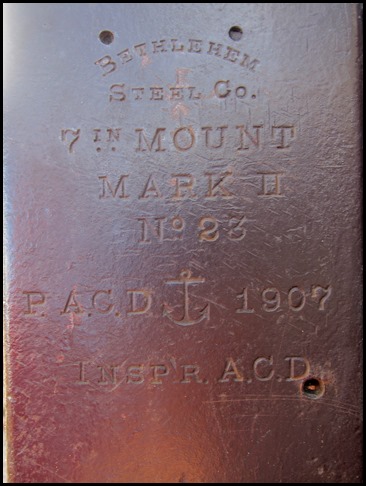 BETHLEHEM
STEEL CO.
7 IN MOUNT
MARK II
No 23
P. A.C.D. 1907
INSP'R. A.C.D.